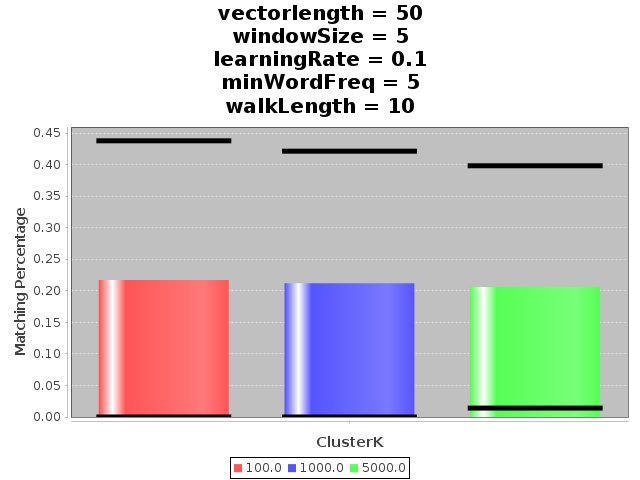 vectorlength = 50
windowSize = 5
learningRate = 0.1
minWordFreq = 5
walkLength = 10
0.45
0.40
0.35
0.30
0.25
0.20
0.15
0.10
0.05
0.00
Matching Percentage
ClusterK
100.0 1000.0 5000.0